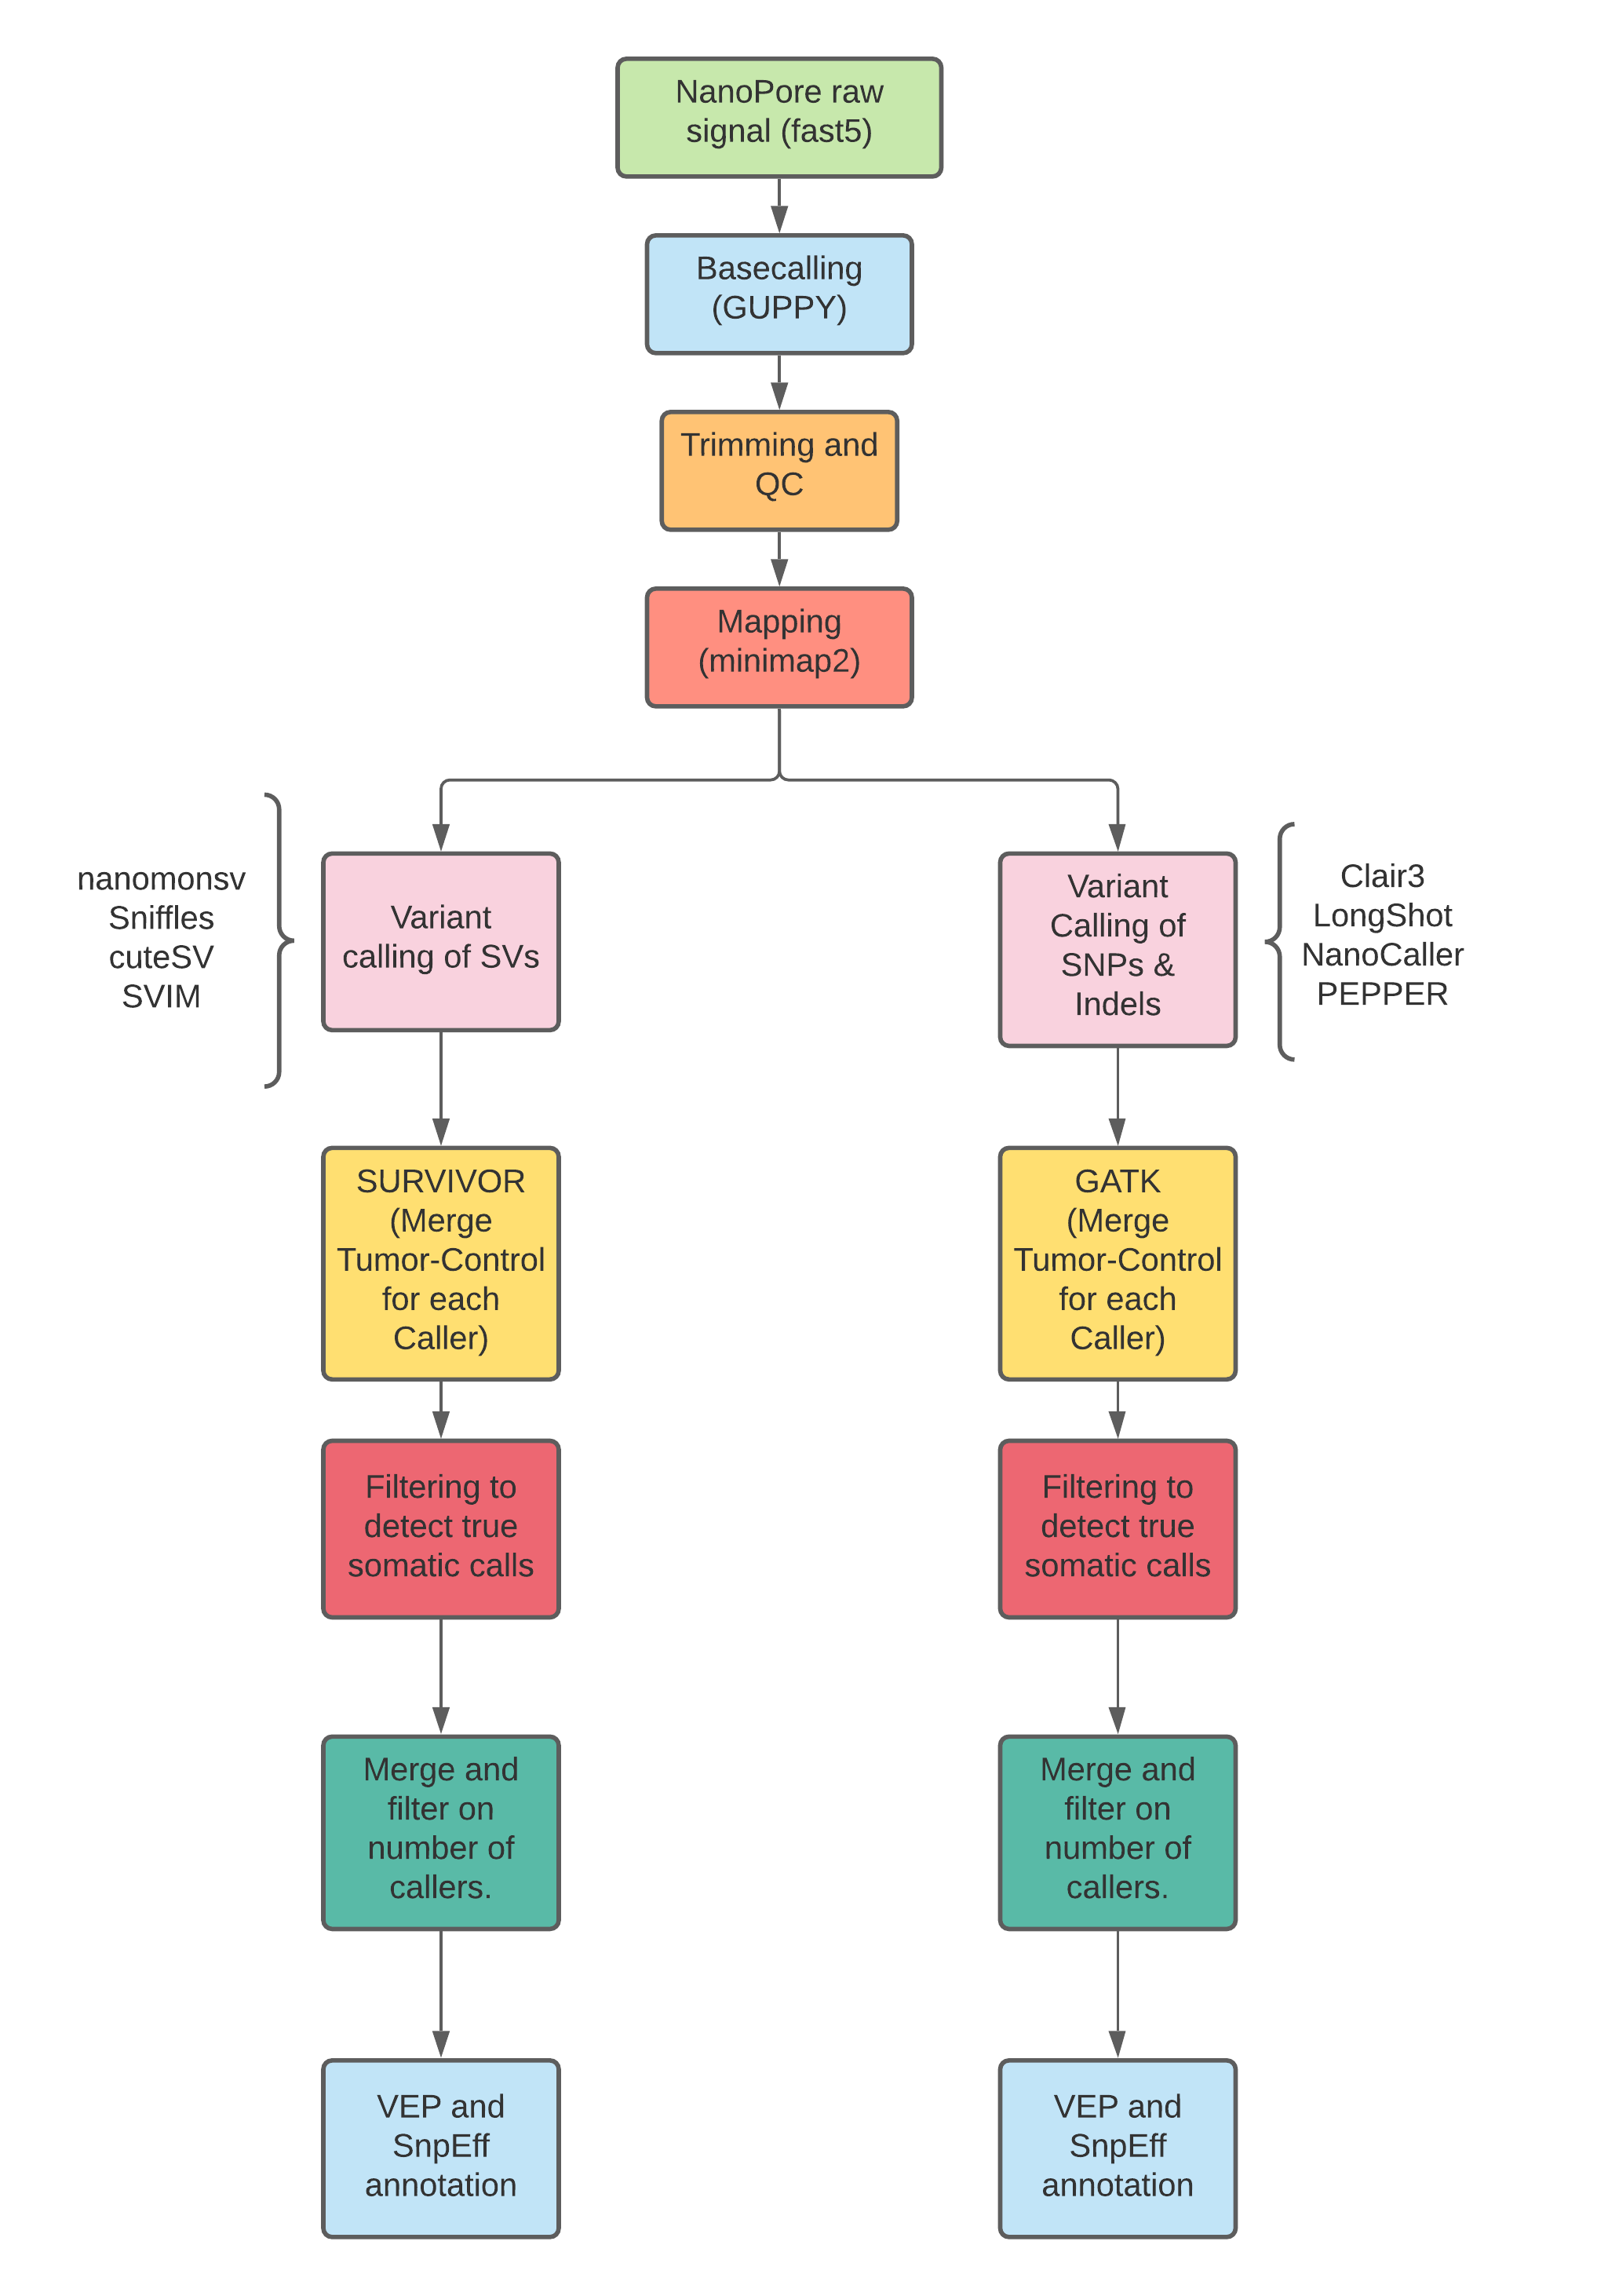 NanoPore raw
signal (fast5)
Basecalling
(GUPPY)
Trimming and
QC
Mapping
(minimap2)
nanomonsv
Sniffles
cuteSV
SVIM
Variant
calling of SVs
Variant
Calling of
SNPs &
Indels
Clair3
LongShot
NanoCaller
PEPPER
SURVIVOR
(Merge
Tumor-Control
for each
Caller)
GATK
(Merge
Tumor-Control
for each
Caller)
Filtering to
detect true
somatic calls
Filtering to
detect true
somatic calls
Merge and
filter on
number of
callers.
Merge and
filter on
number of
callers.
VEP and
SnpEff
annotation
VEP and
SnpEff
annotation